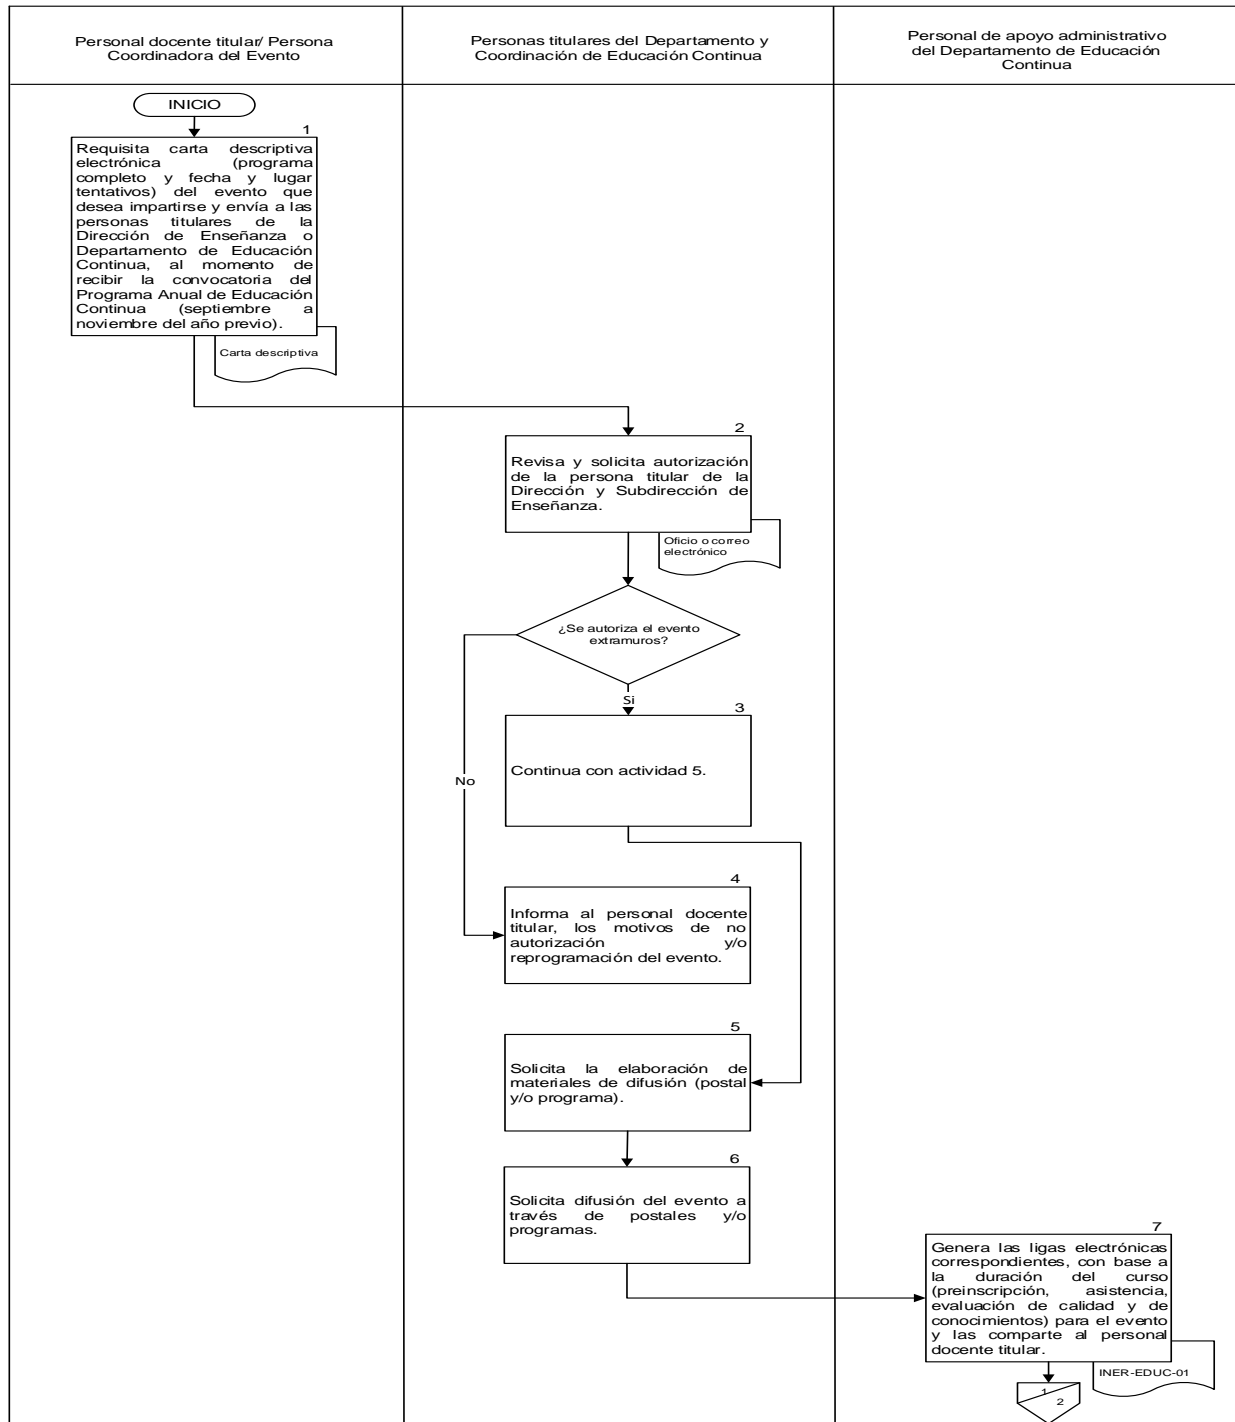 Personal docente titular/ Persona
Coordinadora del Evento
Personas titulares del Departamento y
Coordinación de Educación Continua
Personal de apoyo administrativo
del Departamento de Educación
Continua
INICIO
1
Requisita carta descriptiva
electrónica (programa
completo y fecha y lugar
tentativos) del evento que
desea impartirse y envía a las
personas titulares de la
Dirección de Enseñanza o
Departamento de Educación
Continua, al momento de
recibir la convocatoria del
Programa Anual de Educación
Continua (septiembre a
noviembre del año previo).
Carta descriptiva
2
Revisa y solicita autorización
de la persona titular de la
Dirección y Subdirección de
Enseñanza.
Oficio o correo
electrónico
¿Se autoriza el evento
extramuros?
Si
No
3
Continua con actividad 5.
4
Informa al personal docente
titular, los motivos de no
autorización y/o
reprogramación del evento.
5
Solicita la elaboración de
materiales de difusión (postal
y/o programa).
6
Solicita difusión del evento a
través de postales y/o
programas.
7
Genera las ligas electrónicas
correspondientes, con base a
la duración del curso
(preinscripción, asistencia,
evaluación de calidad y de
conocimientos) para el evento
y las comparte al personal
docente titular.
INER-EDUC-01
1
2